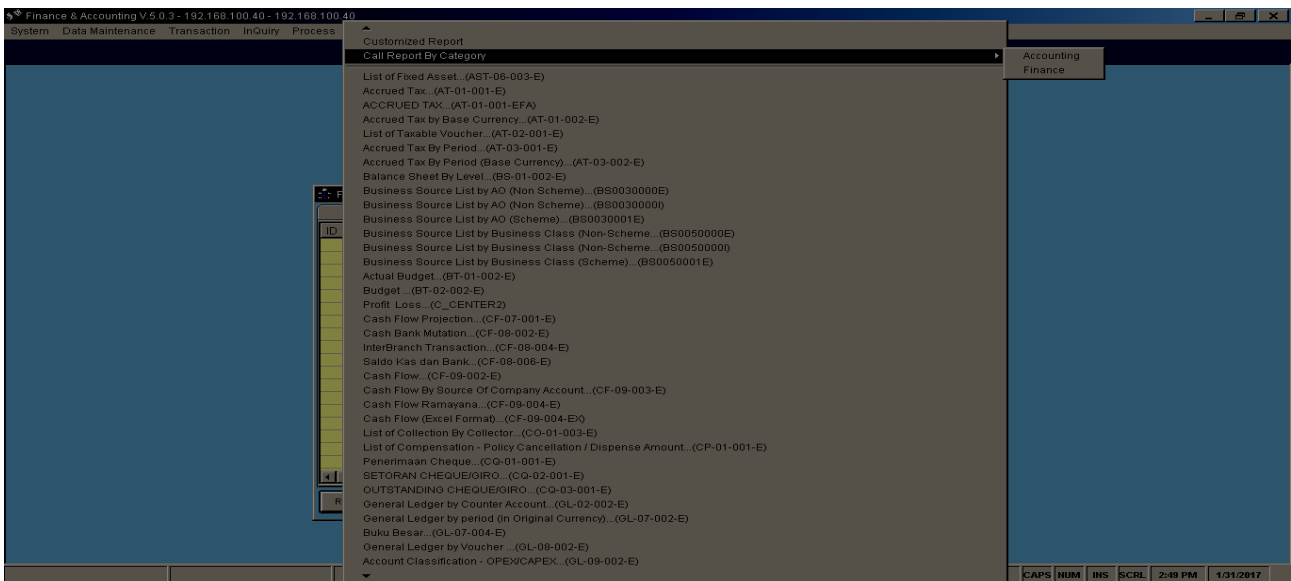 Finance & Accounting V.5.0.3 - 192.168.100.40 - 192.168.100.40
System Data Maintenance Transaction InQuiry Process
Customized Report
Call Report By Category
Accounting
Finance
List of Fixed Asset...(AST-06-003-E)
Accrued Tax...(AT-01-001-E)
ACCRUED TAX...(AT-01-001-EFA)
Accrued Tax by Base Currency...(AT-01-002-E)
List of Taxable Voucher...(AT-02-001-E)
Accrued Tax By Period...(AT-03-001-E)
Accrued Tax By Period (Base Currency)...(AT-03-002-E)
Balance Sheet By Level...(BS-01-002-E)
Business Source List by AO (Non Scheme)...(BS0030000E)
Business Source List by AO (Non Scheme)...(BS0030000I)
Business Source List by AO (Scheme)...(BS0030001E)
Business Source List by Business Class (Non-Scheme...(BS0050000E)
Business Source List by Business Class (Non-Scheme...(BS0050000I)
Business Source List by Business Class (Scheme)...(BS0050001E)
Actual Budget...(BT-01-002-E)
Budget ...(BT-02-002-E)
Profit Loss...(C_CENTER2)
Cash Flow Projection...(CF-07-001-E)
Cash Bank Mutation...(CF-08-002-E)
InterBranch Transaction...(CF-08-004-E)
Saldo Kas dan Bank...(CF-08-006-E)
Cash Flow...(CF-09-002-E)
Cash Flow By Source Of Company Account...(CF-09-003-E)
Cash Flow Ramayana...(CF-09-004-E)
Cash Flow (Excel Format)...(CF-09-004-EX)
List of Collection By Collector...(CO-01-003-E)
List of Compensation - Policy Cancellation / Dispense Amount...(CP-01-001-E)
Penerimaan Cheque...(CQ-01-001-E)
SETORAN CHEQUE/GIRO...(CQ-02-001-E)
OUTSTANDING CHEQUE/GIRO...(CQ-03-001-E)
General Ledger by Counter Account...(GL-02-002-E)
General Ledger by period (in Original Currency)...(GL-07-002-E)
Buku Besar...(GL-07-004-E)
General Ledger by Voucher ...(GL-08-002-E)
Account Classification - OPEX/CAPEX...(GL-09-002-E)
ID
CAPS NUM INS SCRL 2:49 PM 1/31/2017